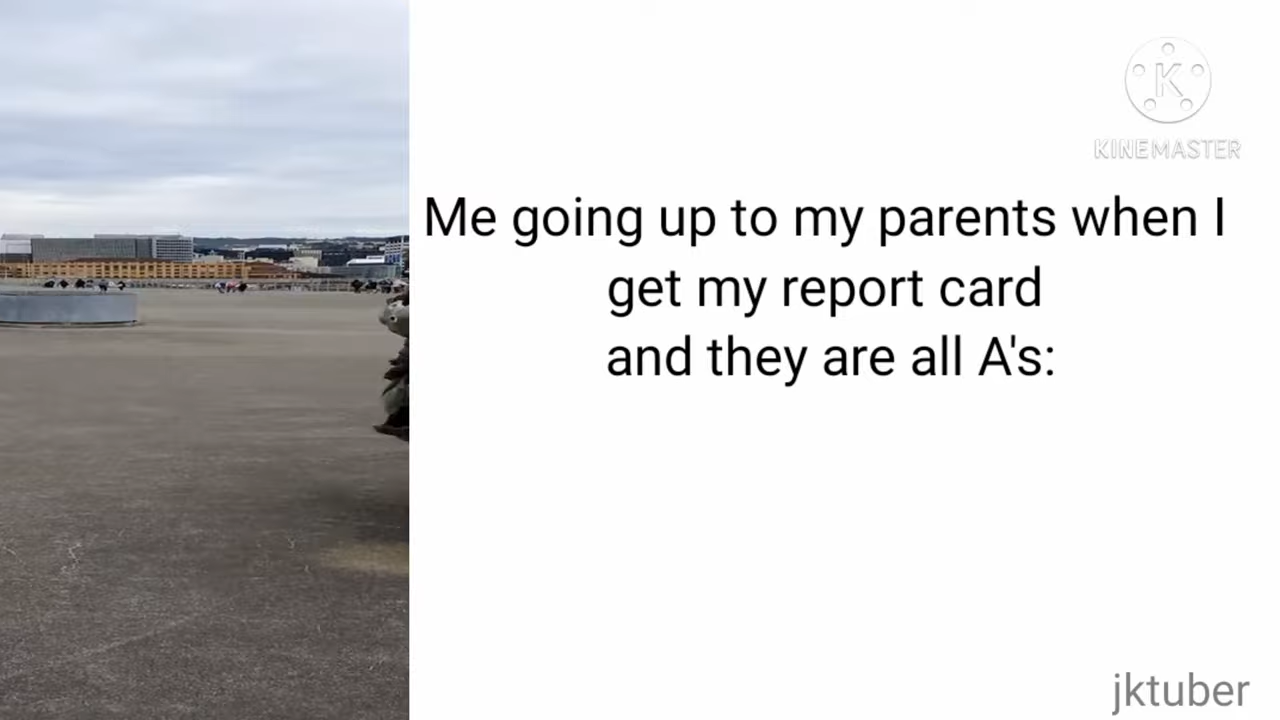 KINEMASTER
Me going up to my parents when I
get my report card
and they are all A's:
jktuber